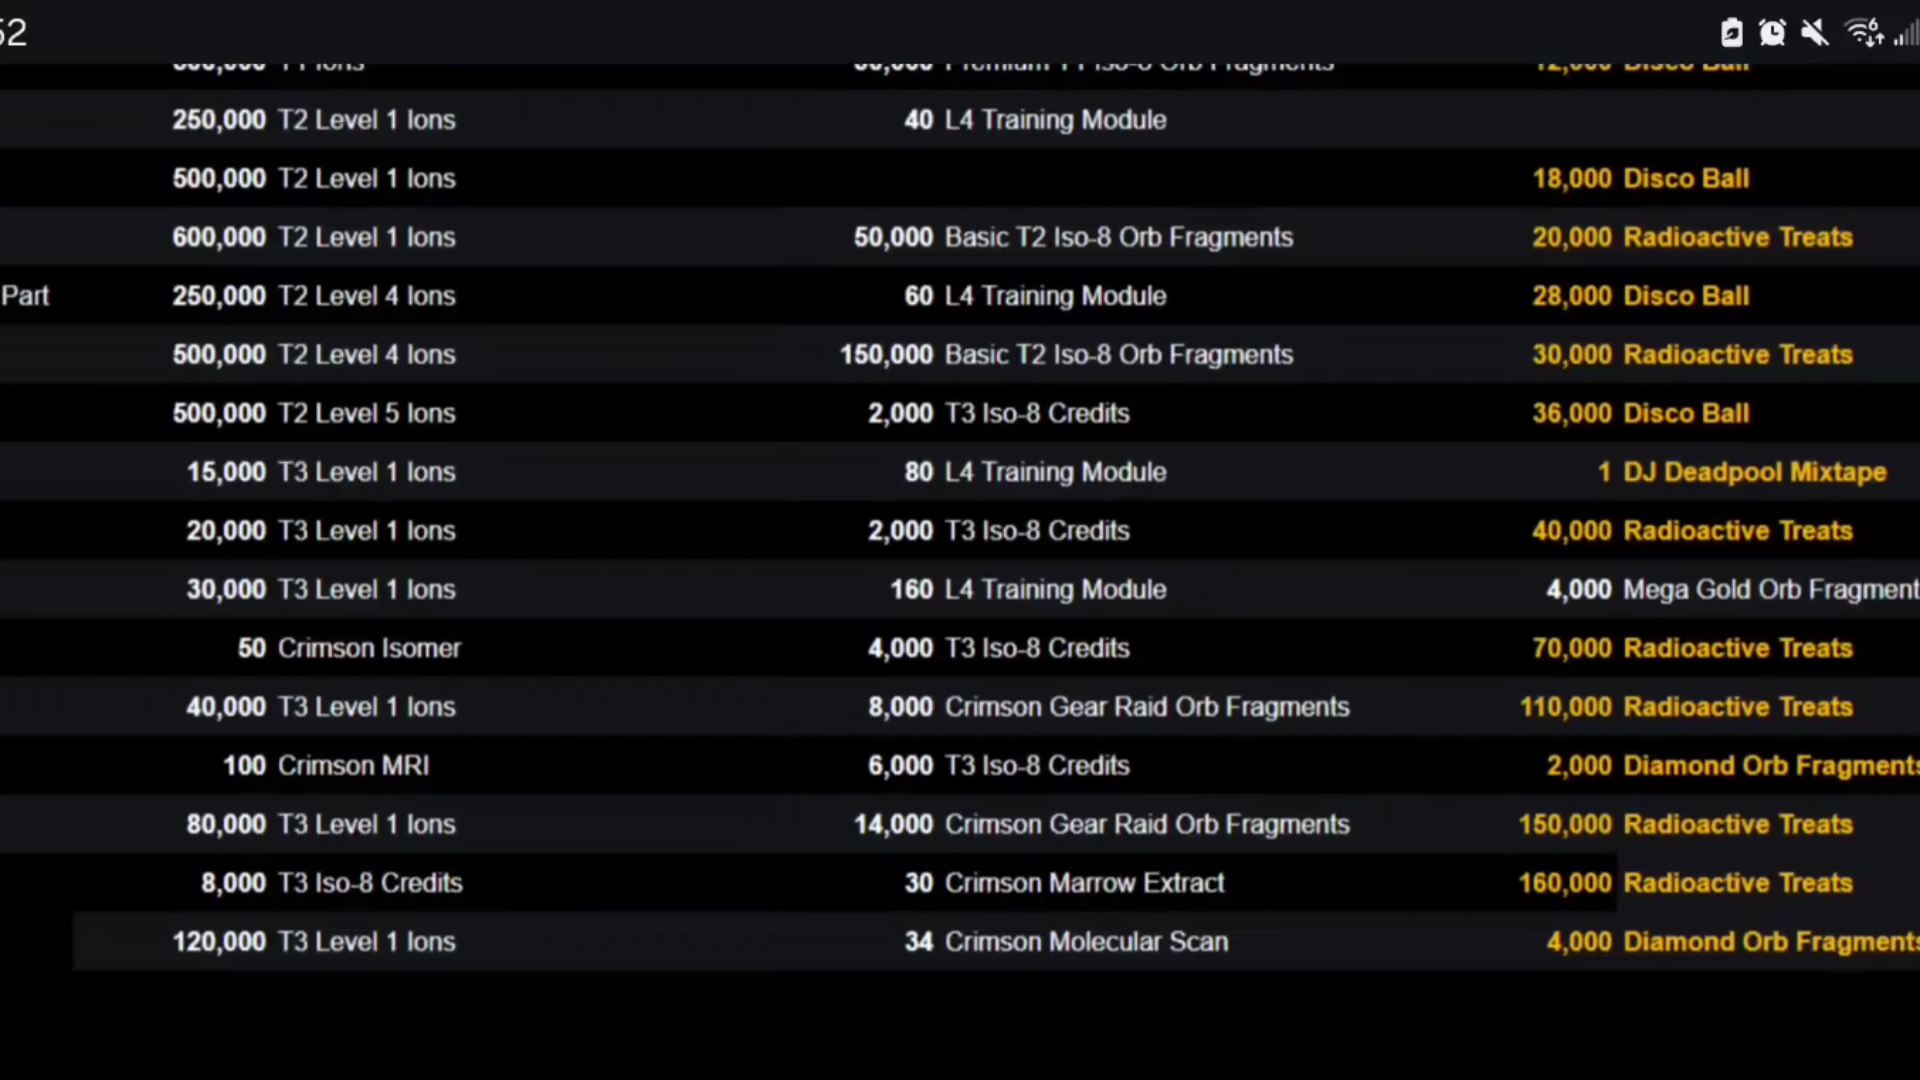 52
250,000 T2 Level 1 Ions 40 L4 Training Module
500,000 T2 Level 1 Ions 18,000 Disco Ball
600,000 T2 Level 1 Ions 50,000 Basic T2 Iso-8 Orb Fragments 20,000 Radioactive Treats
Part 250,000 T2 Level 4 Ions 60 L4 Training Module 28,000 Disco Ball
500,000 T2 Level 4 Ions 150,000 Basic T2 Iso-8 Orb Fragments 30,000 Radioactive Treats
500,000 T2 Level 5 Ions 2,000 T3 Iso-8 Credits 36,000 Disco Ball
15,000 T3 Level 1 Ions 80 L4 Training Module 1 DJ Deadpool Mixtape
20,000 T3 Level 1 Ions 2,000 T3 Iso-8 Credits 40,000 Radioactive Treats
30,000 T3 Level 1 Ions 160 L4 Training Module 4,000 Mega Gold Orb Fragment
50 Crimson Isomer 4,000 T3 Iso-8 Credits 70,000 Radioactive Treats
40,000 T3 Level 1 Ions 8,000 Crimson Gear Raid Orb Fragments 110,000 Radioactive Treats
100 Crimson MRI 6,000 T3 Iso-8 Credits 2,000 Diamond Orb Fragments
80,000 T3 Level 1 Ions 14,000 Crimson Gear Raid Orb Fragments 150,000 Radioactive Treats
8,000 T3 Iso-8 Credits 30 Crimson Marrow Extract 160,000 Radioactive Treats
120,000 T3 Level 1 Ions 34 Crimson Molecular Scan 4,000 Diamond Orb Fragments